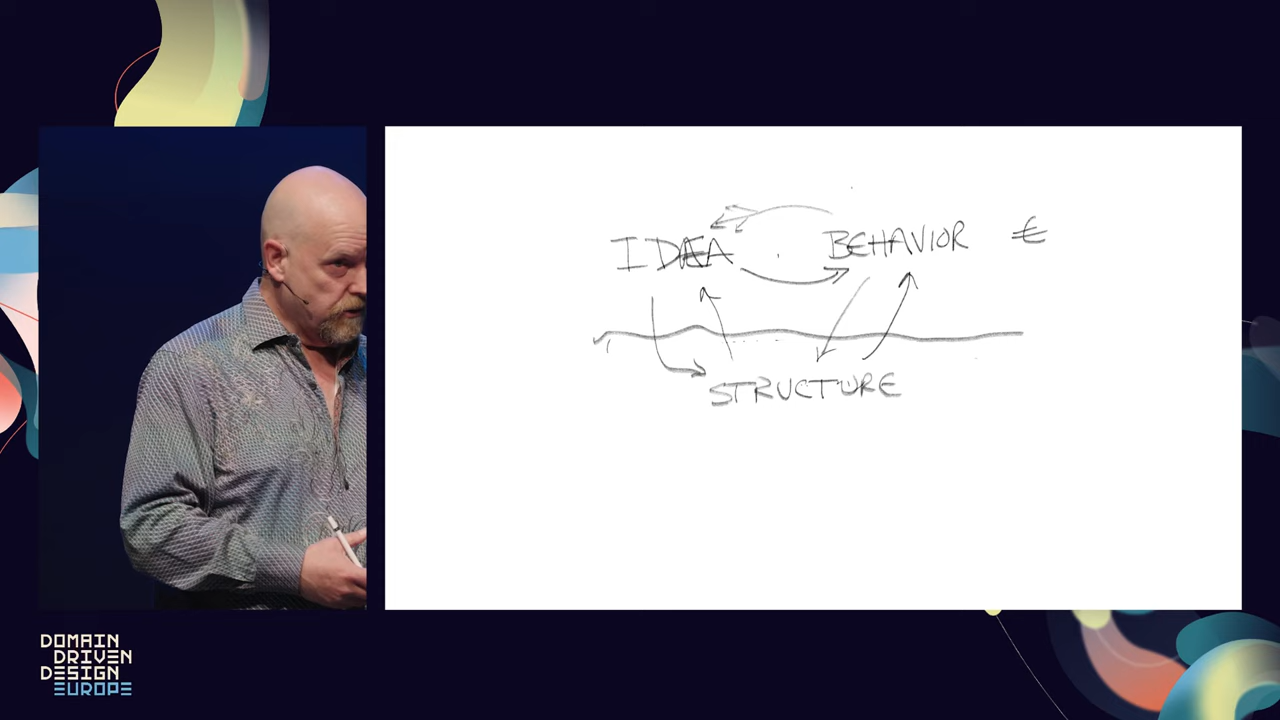 IDEA BEHAVIOR €
STRUCTURE
DOMAIN
DRIVEN
DESIGN
EUROPE